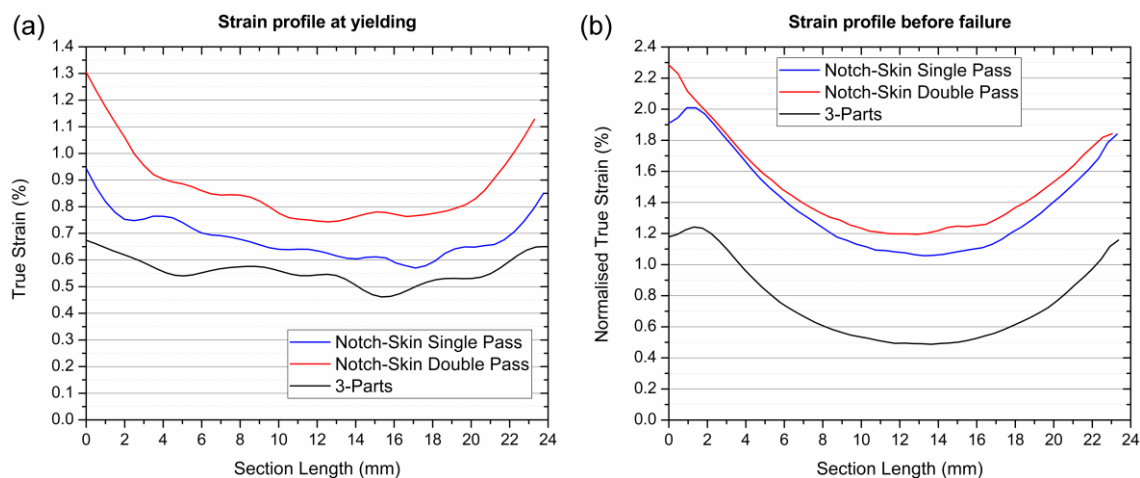 (a)
Strain profile at yielding
1.4
1.3
1.2
1.1
1.0
0.9
0.8
0.7
0.6
0.5
0.4
0.3
0.2
0.1
0.0
True Strain (%)
Notch-Skin Single Pass
Notch-Skin Double Pass
3-Parts
0 2 4 6 8 10 12 14 16 18 20 22 24
Section Length (mm)
(b)
Strain profile before failure
2.4
2.2
2.0
1.8
1.6
1.4
1.2
1.0
0.8
0.6
0.4
0.2
0.0
Normalised True Strain (%)
Notch-Skin Single Pass
Notch-Skin Double Pass
3-Parts
0 2 4 6 8 10 12 14 16 18 20 22 24
Section Length (mm)